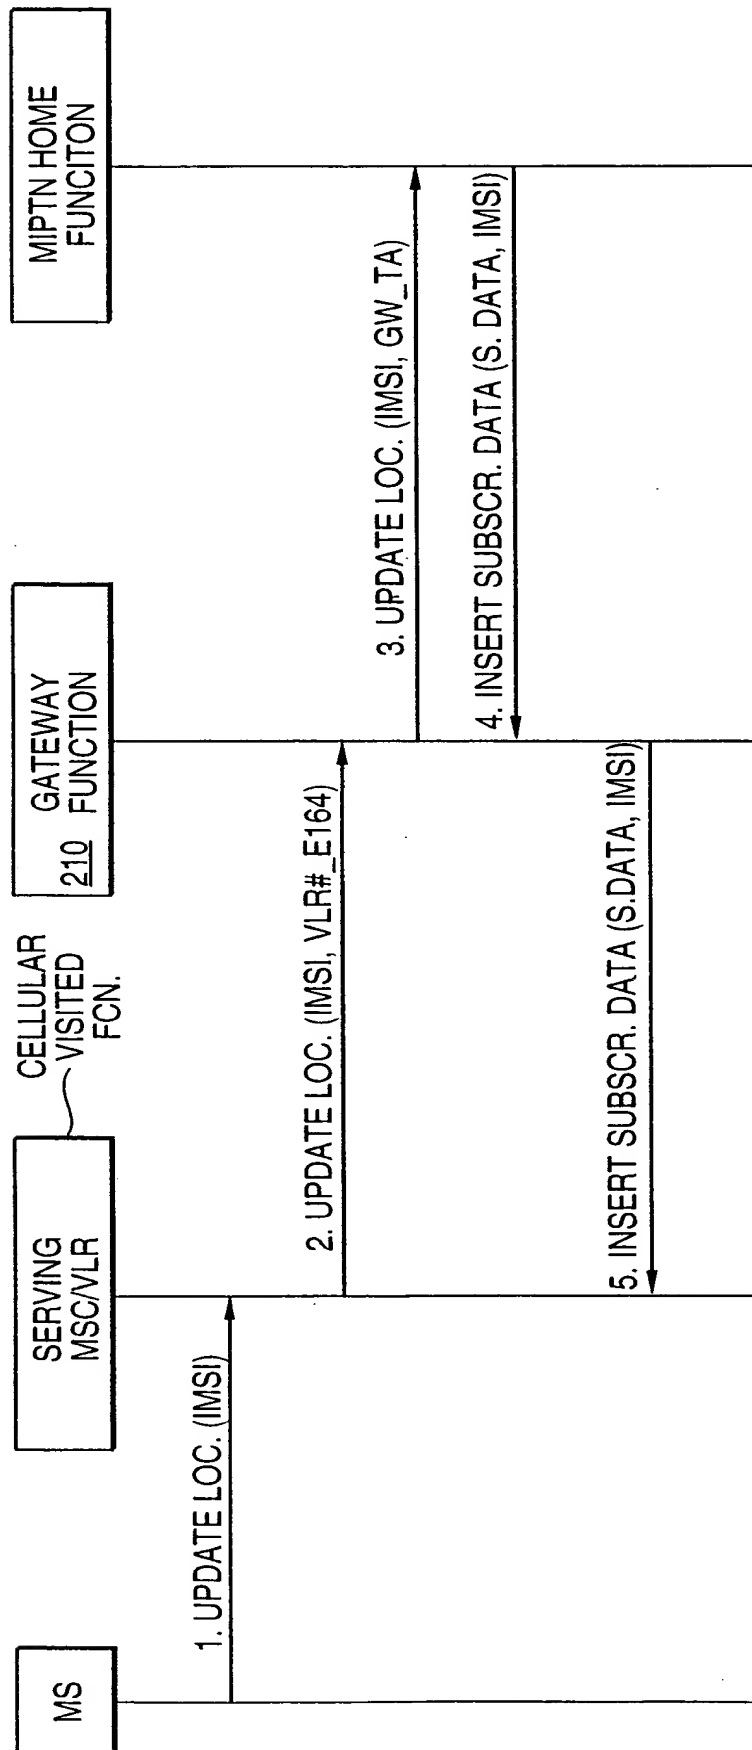 MS
SERVING
MSC/VLR
CELLULAR
VISITED
FCN.
GATEWAY
210 FUNCTION
MIPTN HOME
FUNCITON
1. UPDATE LOC. (IMSI)
2. UPDATE LOC. (IMSI, VLR#_E164)
3. UPDATE LOC. (IMSI, GW_TA)
4. INSERT SUBSCR. DATA (S. DATA, IMSI)
5. INSERT SUBSCR. DATA (S.DATA, IMSI)